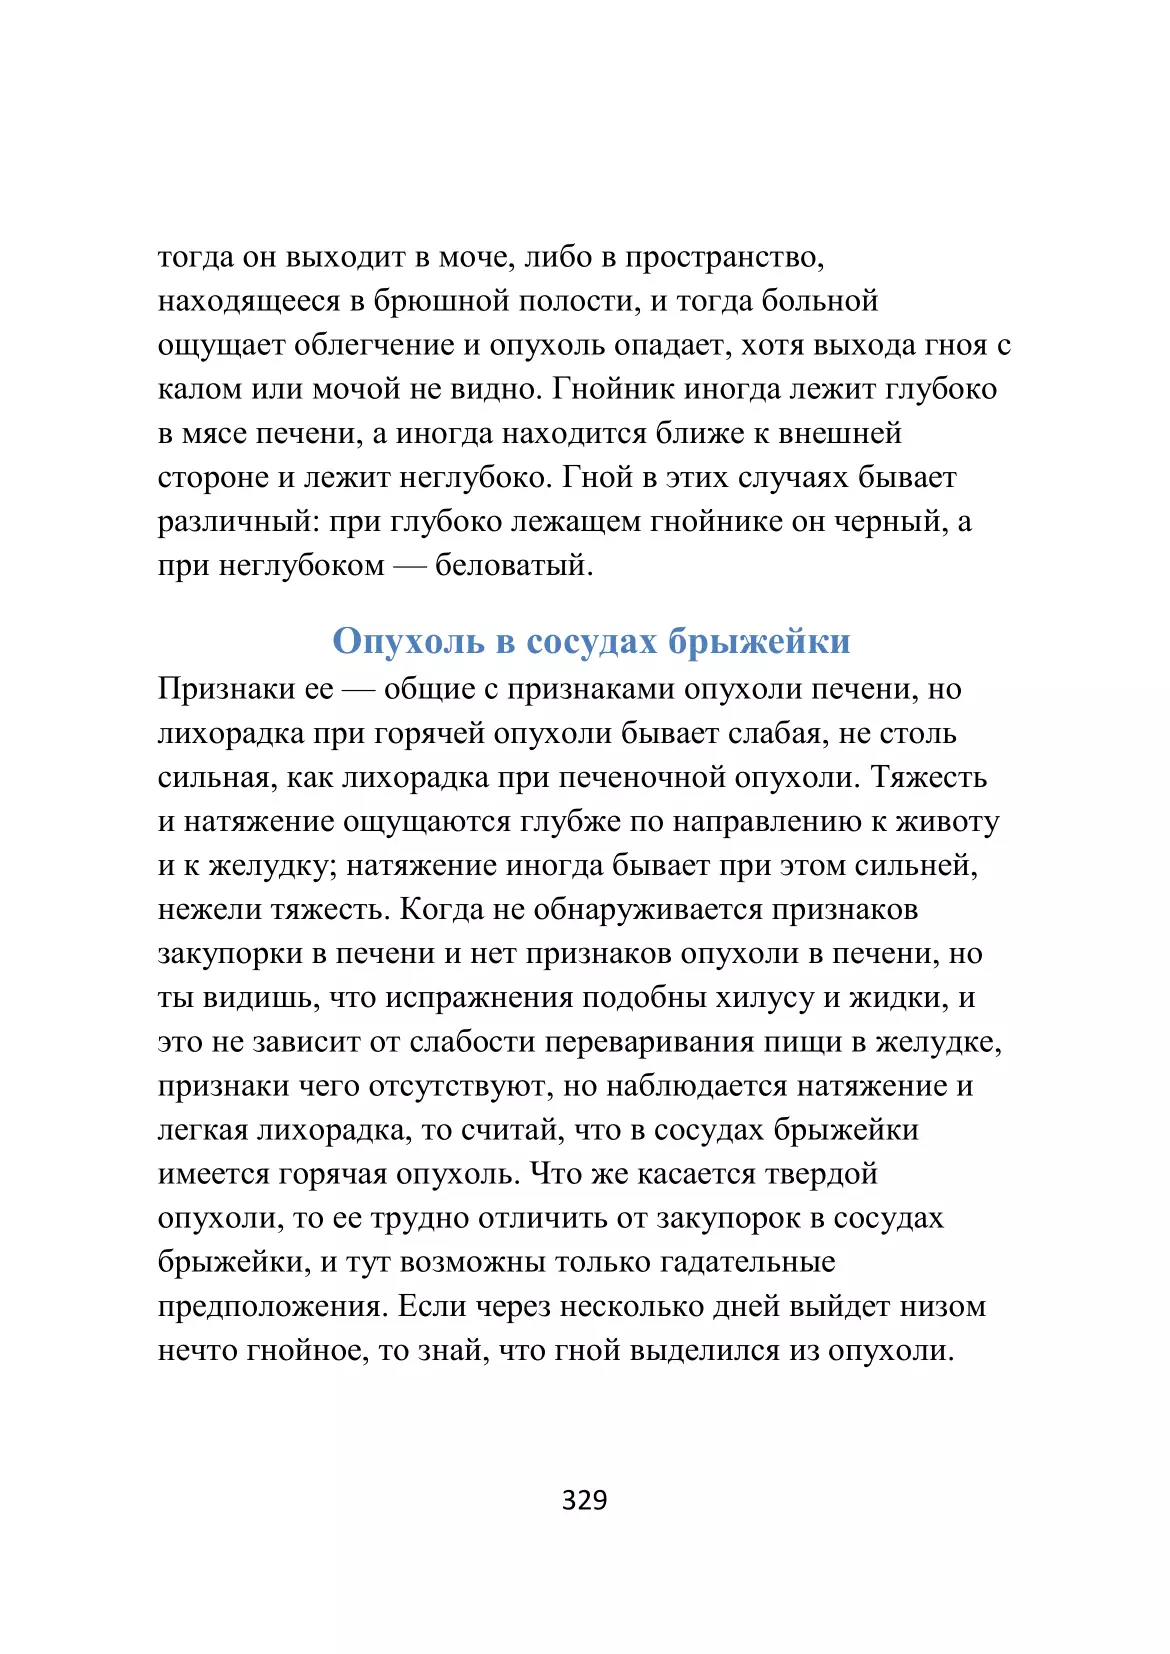 тогда он выходит в моче, либо в пространство,
находящееся в брюшной полости, и тогда больной
ощущает облегчение и опухоль опадает, хотя выхода гноя с
калом или мочой не видно. Гнойник иногда лежит глубоко
в мясе печени, а иногда находится ближе к внешней
стороне и лежит неглубоко. Гной в этих случаях бывает
различный: при глубоко лежащем гнойнике он черный, а
при неглубоком — беловатый.
Опухоль в сосудах брыжейки
Признаки ее — общие с признаками опухоли печени, но
лихорадка при горячей опухоли бывает слабая, не столь
сильная, как лихорадка при печеночной опухоли. Тяжесть
и натяжение ощущаются глубже по направлению к животу
и к желудку; натяжение иногда бывает при этом сильней,
нежели тяжесть. Когда не обнаруживается признаков
закупорки в печени и нет признаков опухоли в печени, но
ты видишь, что испражнения подобны хилусу и жидки, и
это не зависит от слабости переваривания пищи в желудке,
признаки чего отсутствуют, но наблюдается натяжение и
легкая лихорадка, то считай, что в сосудах брыжейки
имеется горячая опухоль. Что же касается твердой
опухоли, то ее трудно отличить от закупорок в сосудах
брыжейки, и тут возможны только гадательные
предположения. Если через несколько дней выйдет низом
нечто гнойное, то знай, что гной выделился из опухоли.
329